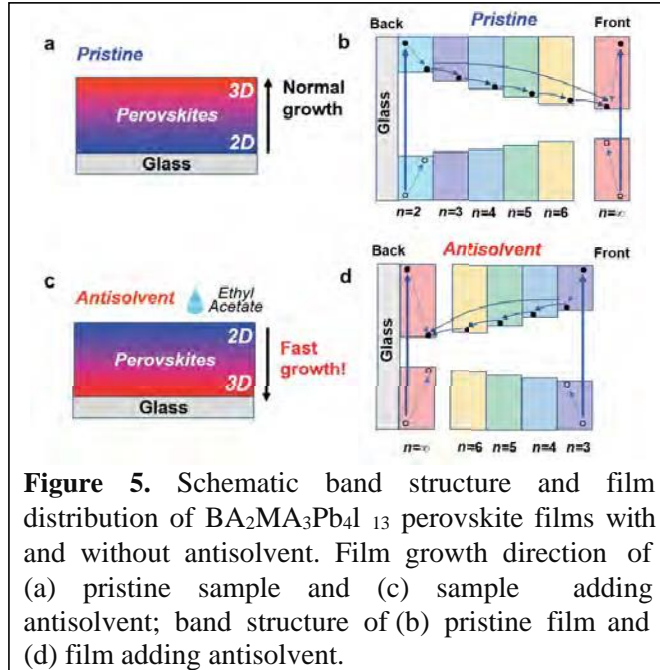 a
Pristine
3D
Perovskites
2D
Glass
Normal
growth
b
Back
Pristine
Front
Glass
n=2
n=3
n=4
n=5
n=6
n=∞
c
Antisolvent
Ethyl
Acetate
2D
Perovskites
3D
Glass
Fast
growth!
d
Back
Antisolvent
Front
Glass
n=∞
n=6
n=5
n=4
n=3
Figure 5. Schematic band structure and film
distribution of BA₂MA₃Pb₄I ₁₃ perovskite films with
and without antisolvent. Film growth direction of
(a) pristine sample and (c) sample adding
antisolvent; band structure of (b) pristine film and
(d) film adding antisolvent.